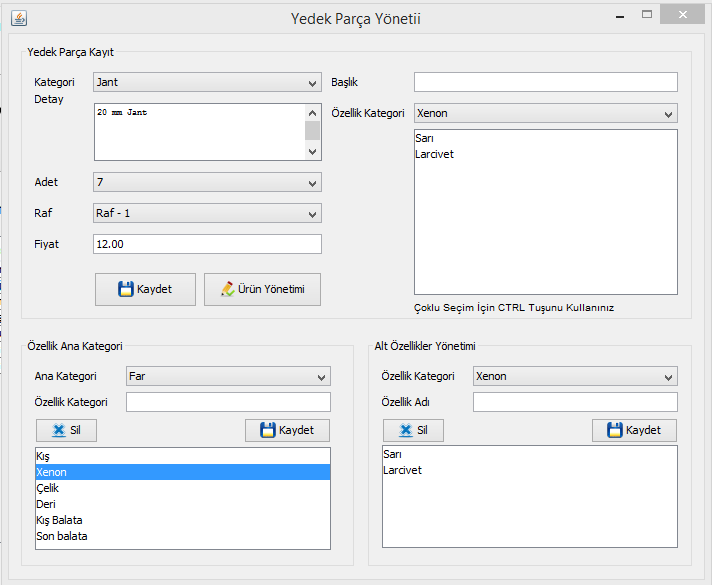 Yedek Parça Yönetii
Yedek Parça Kayıt
Kategori Jant
Detay 20 mm Jant
Adet 7
Raf Raf - 1
Fiyat 12.00
Kaydet Ürün Yönetimi
Başlık
Özellik Kategori Xenon
Sarı
Larcivet
Çoklu Seçim İçin CTRL Tuşunu Kullanınız
Özellik Ana Kategori
Ana Kategori Far
Özellik Kategori
Sil Kaydet
Kış
Xenon
Çelik
Deri
Kış Balata
Son balata
Alt Özellikler Yönetimi
Özellik Kategori Xenon
Özellik Adı
Sil Kaydet
Sarı
Larcivet